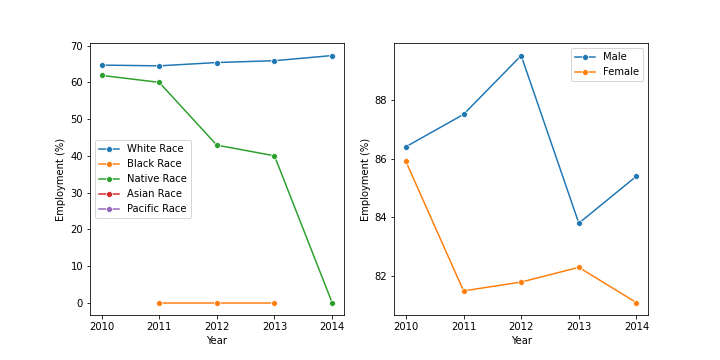 70
60
50
40
30
20
10
0
Employment (%)
White Race
Black Race
Native Race
Asian Race
Pacific Race
2010 2011 2012 2013 2014
Year
88
86
84
82
Employment (%)
Male
Female
2010 2011 2012 2013 2014
Year